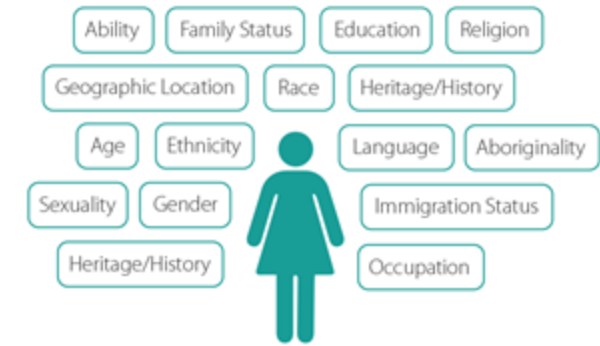 Ability Family Status Education Religion
Geographic Location Race Heritage/History
Age Ethnicity Language Aboriginality
Sexuality Gender Immigration Status
Heritage/History Occupation